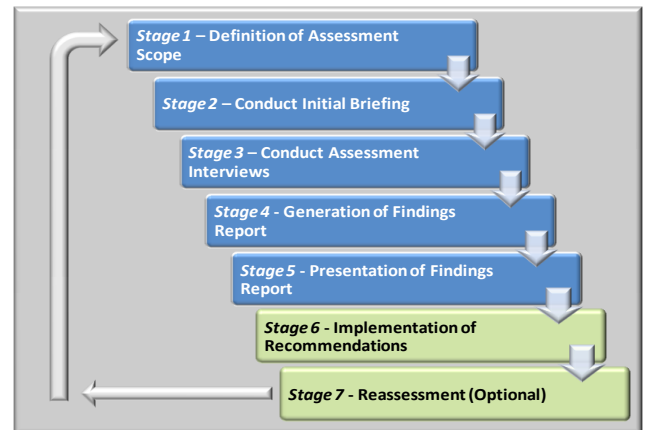 Stage 1 – Definition of Assessment
Scope
Stage 2 – Conduct Initial Briefing
Stage 3 – Conduct Assessment
Interviews
Stage 4 - Generation of Findings
Report
Stage 5 - Presentation of Findings
Report
Stage 6 - Implementation of
Recommendations
Stage 7 - Reassessment (Optional)